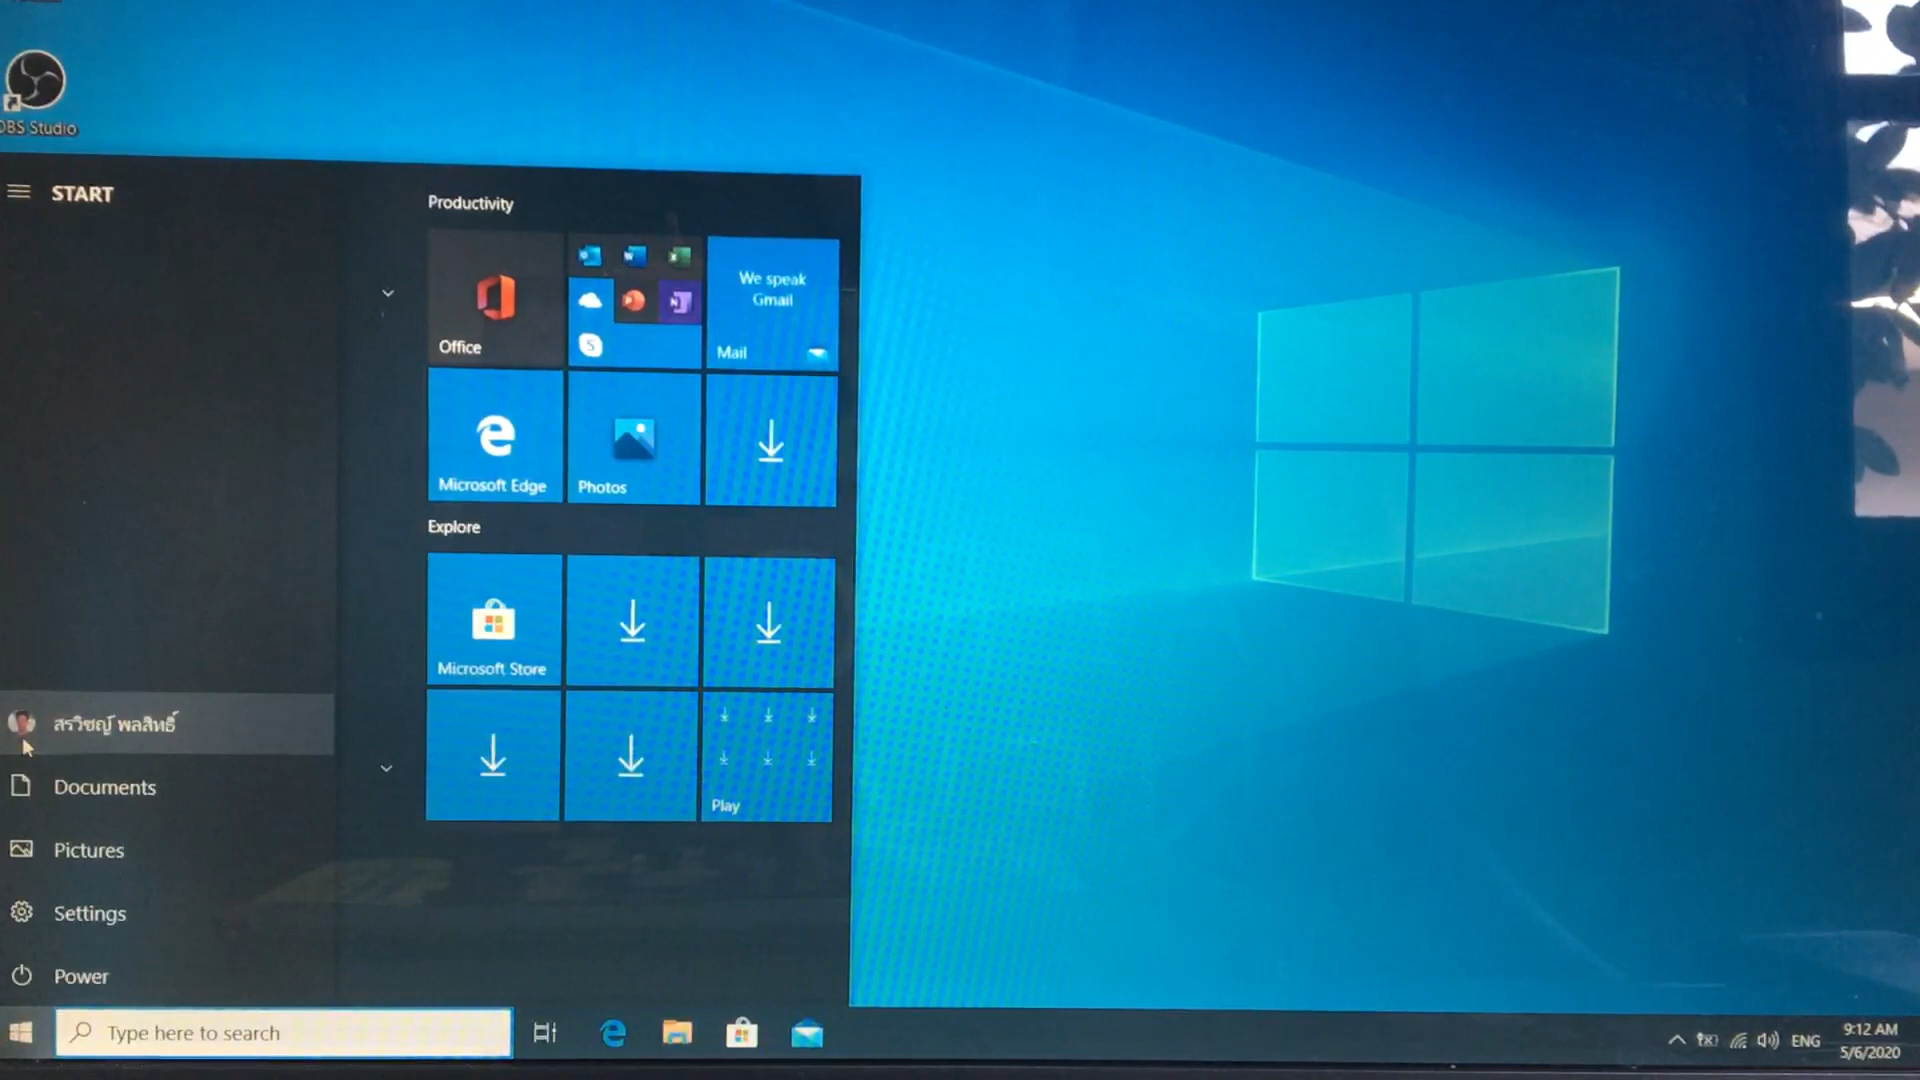 OBS Studio
START
Productivity
Office
We speak
Gmail
Mail
Microsoft Edge
Photos
Explore
Microsoft Store
Play
สรวิชญ์ พลสิทธิ์
Documents
Pictures
Settings
Power
Type here to search
ENG
9:12 AM
5/6/2020